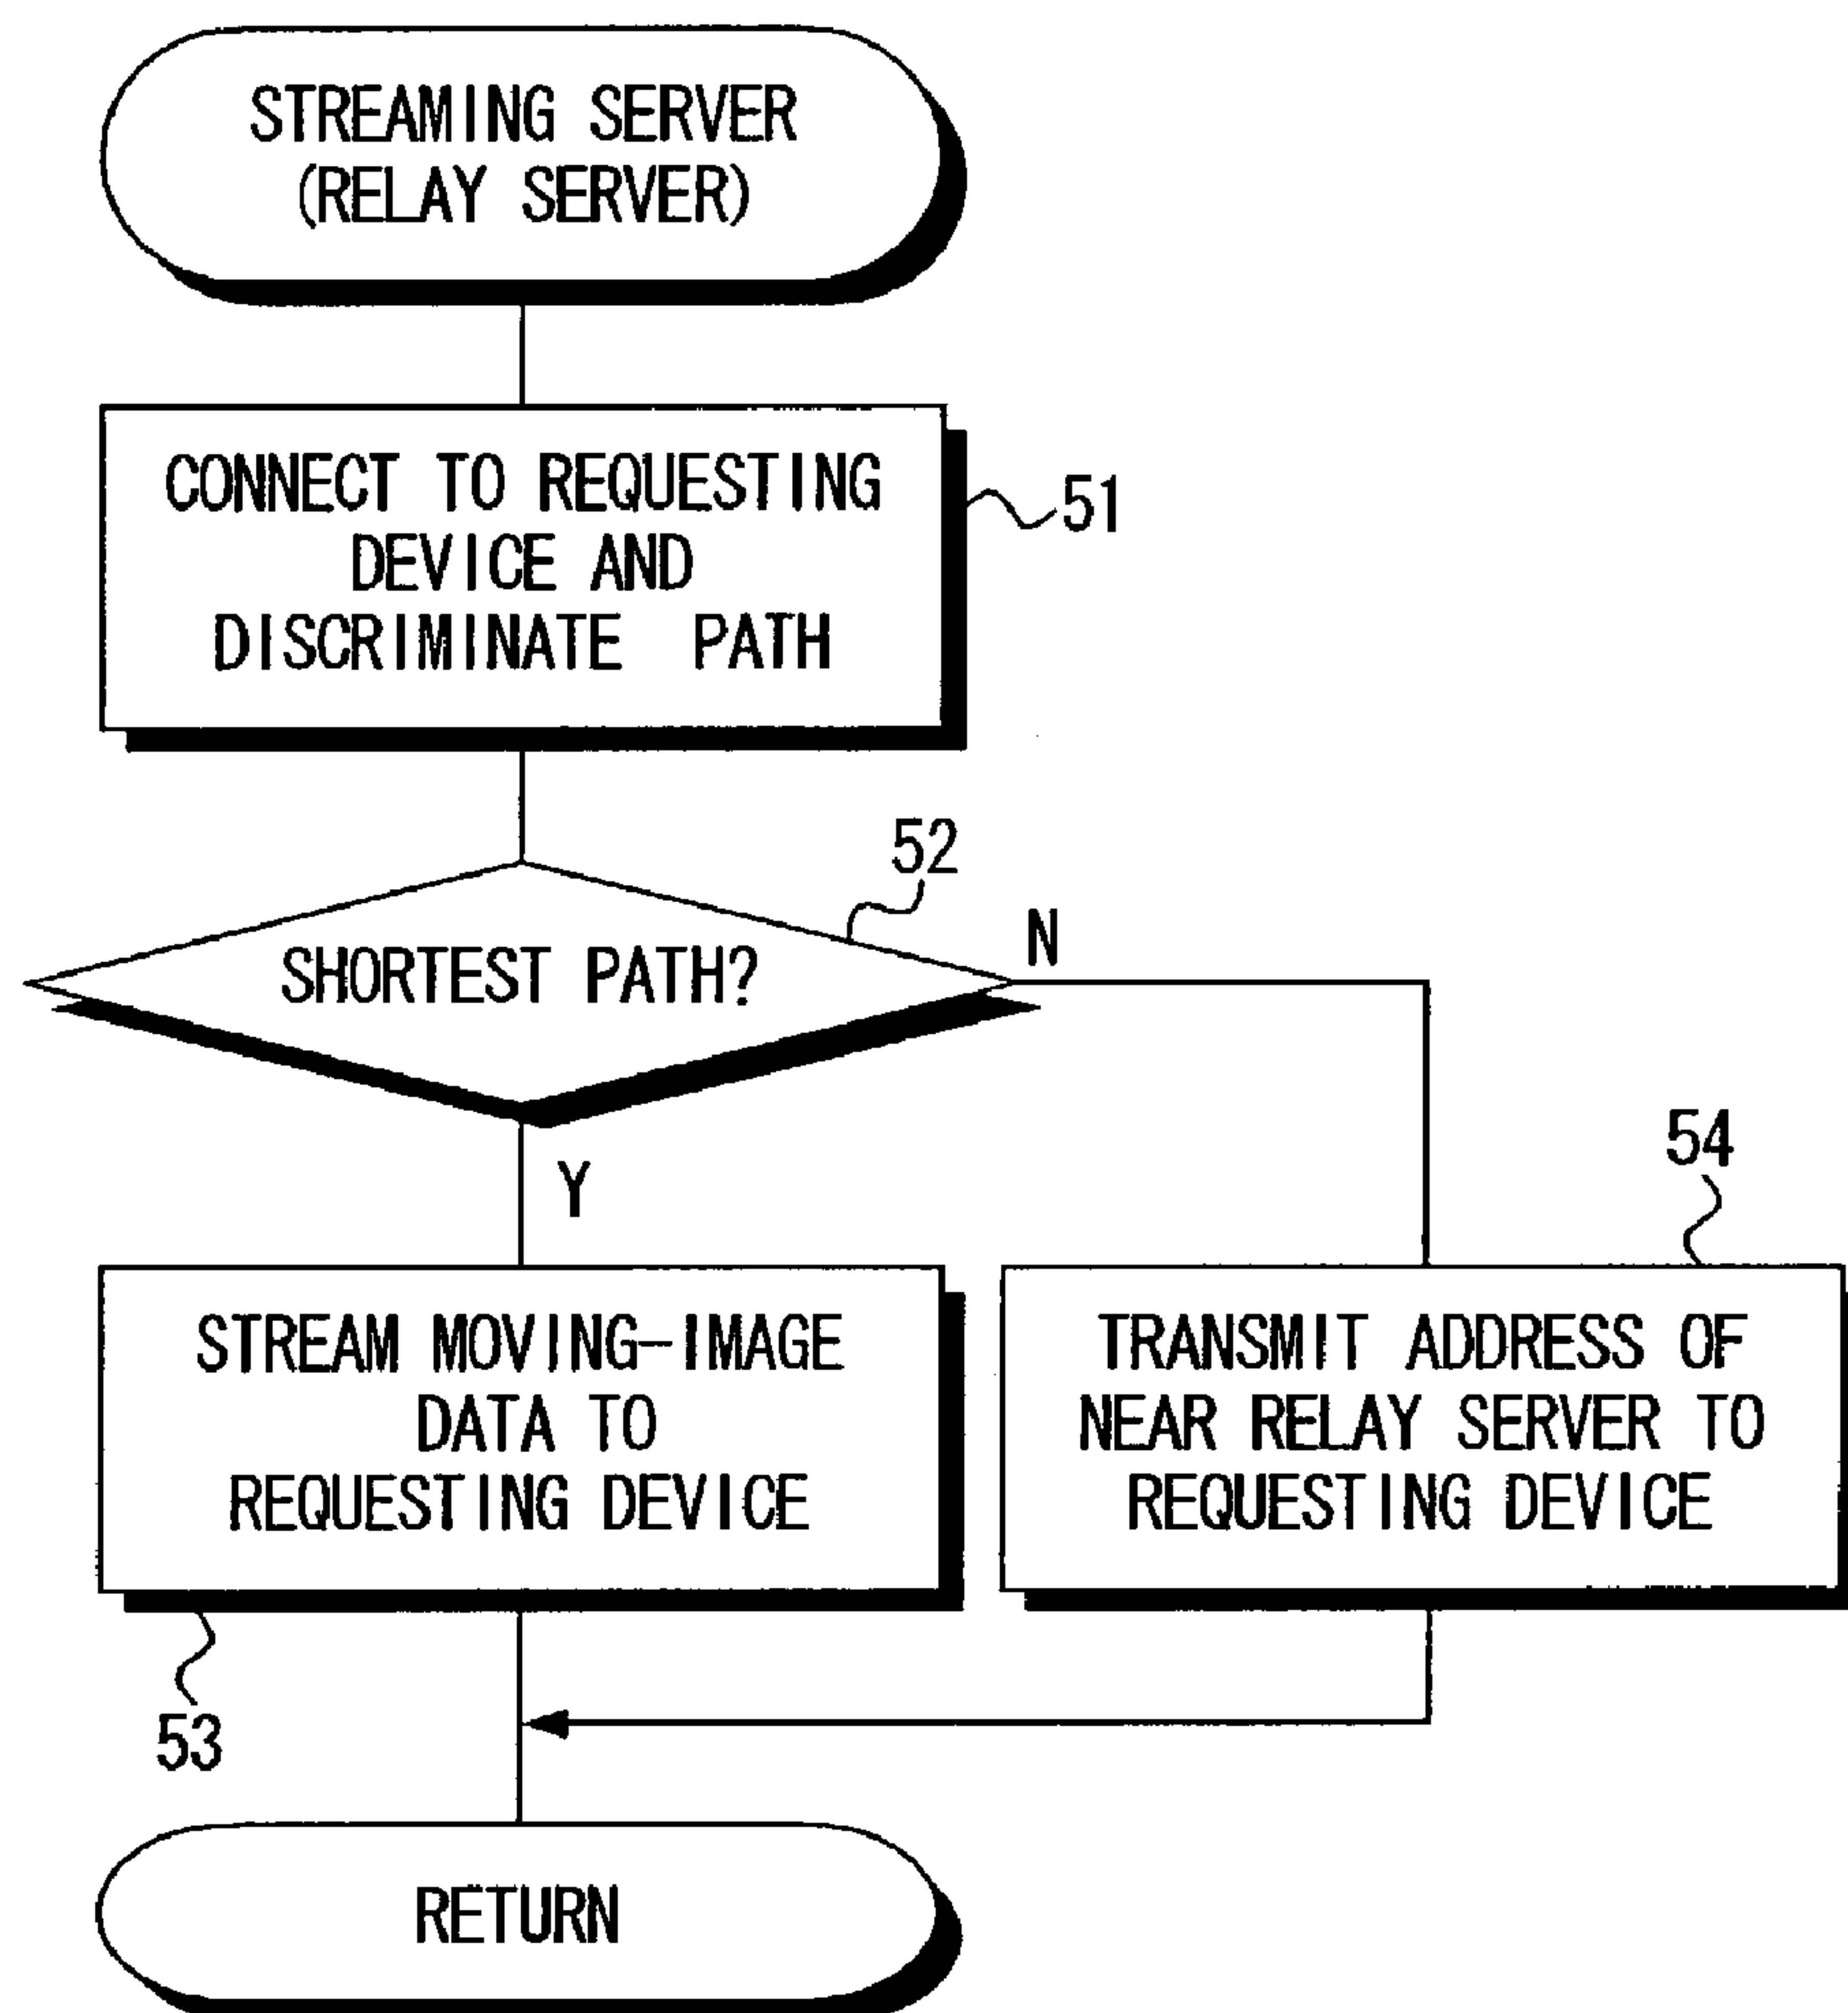 STREAMING SERVER
(RELAY SERVER)
CONNECT TO REQUESTING
DEVICE AND
DISCRIMINATE PATH
51
52
SHORTEST PATH?
N
Y
54
STREAM MOVING-IMAGE
DATA TO
REQUESTING DEVICE
53
TRANSMIT ADDRESS OF
NEAR RELAY SERVER TO
REQUESTING DEVICE
RETURN